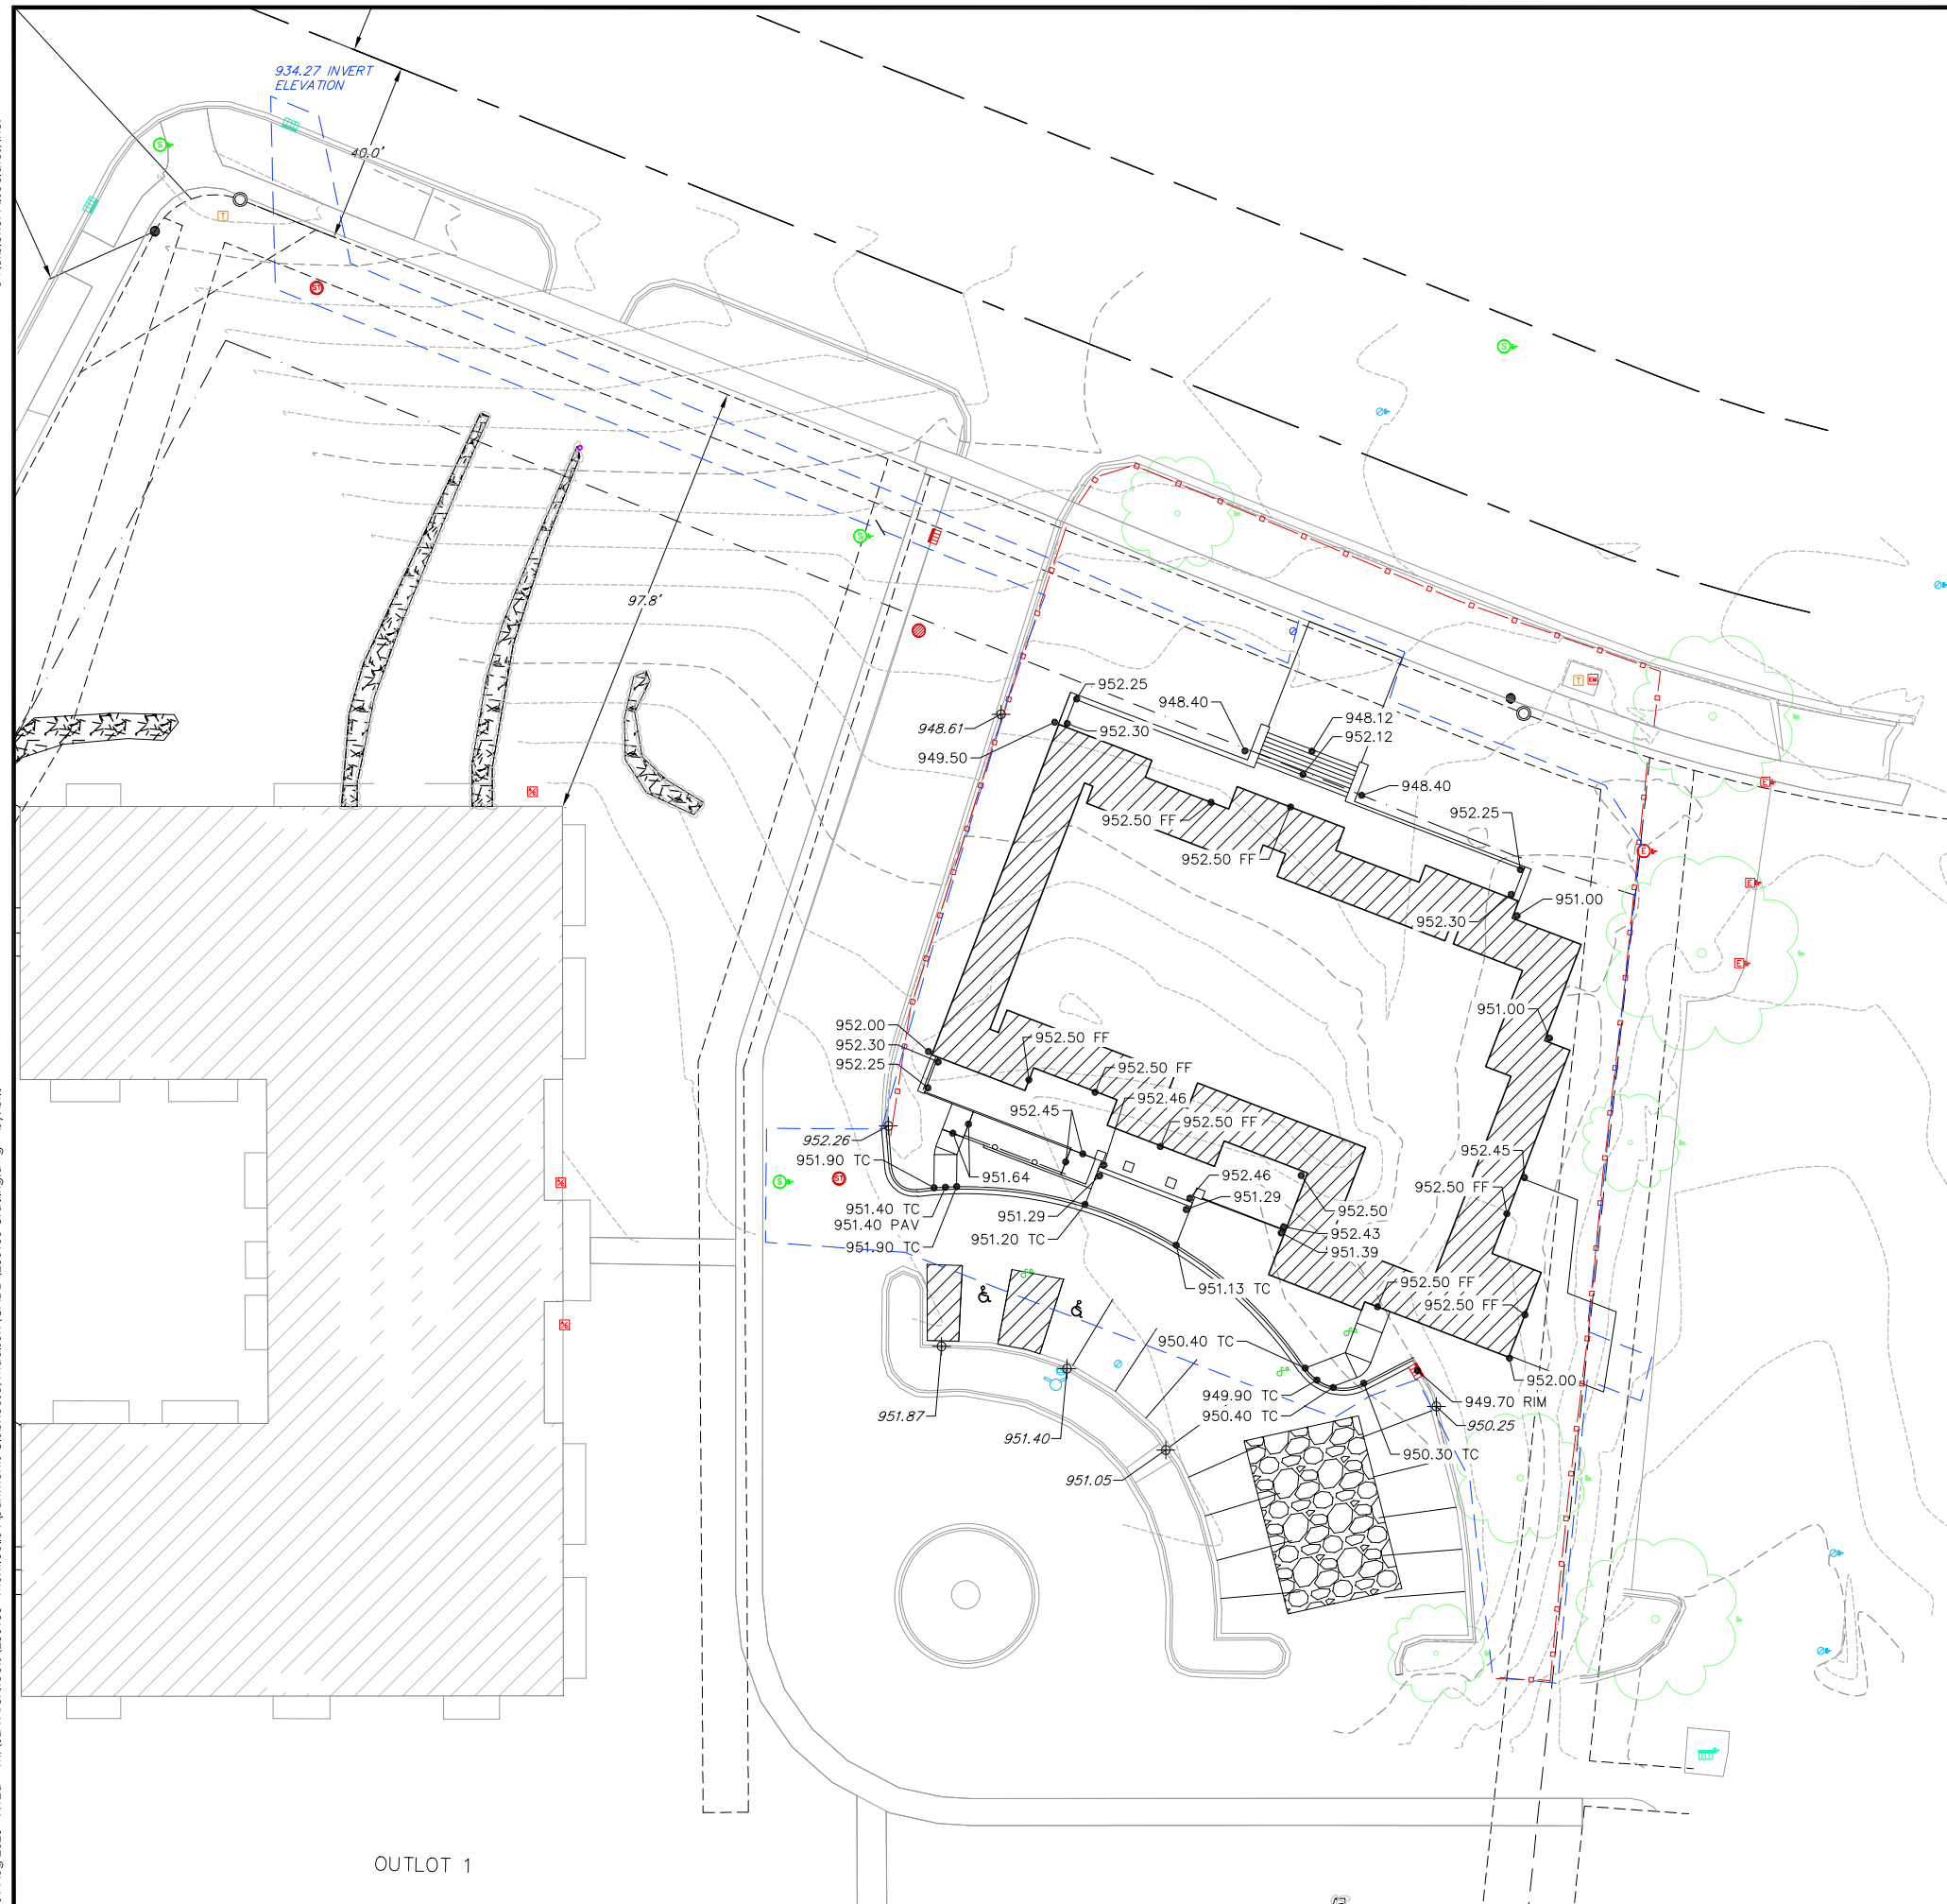 934.27 INVERT
ELEVATION
40.0'
97.8'
952.25
948.40
948.61
952.30
948.12
949.50
952.12
948.40
952.25
952.50 FF
952.50 FF
951.00
952.30
951.00
952.00
952.30
952.25
952.50 FF
952.50 FF
952.46
952.45
952.50 FF
952.26
951.90 TC
951.64
952.46
952.45
952.50 FF
951.29
951.40 TC
951.40 PAV
951.29
952.50
951.20 TC
952.43
951.90 TC
951.39
951.13 TC
952.50 FF
952.50 FF
950.40 TC
952.00
949.90 TC
949.70 RIM
951.87
950.40 TC
950.25
951.40
950.30 TC
951.05
OUTLOT 1
S
T
ST
S
S
T
EM
E
E
E
E
S
ST